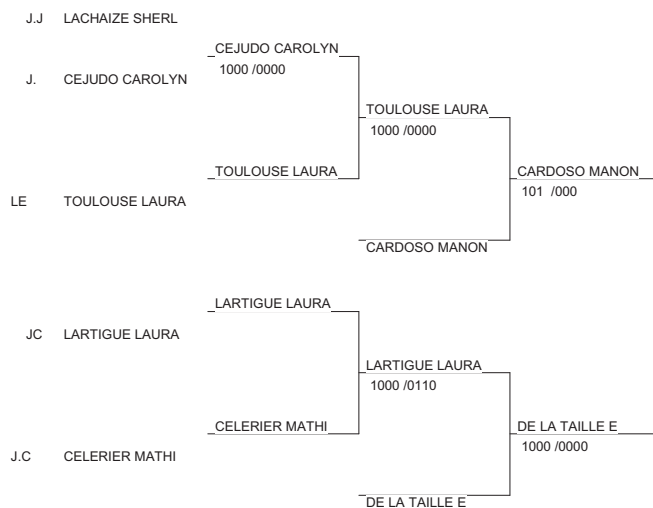 J.J LACHAIZE SHERL
CEJUDO CAROLYN
1000 /0000
J. CEJUDO CAROLYN
TOULOUSE LAURA
1000 /0000
TOULOUSE LAURA
CARDOSO MANON
101 /000
LE TOULOUSE LAURA
CARDOSO MANON
LARTIGUE LAURA
JC LARTIGUE LAURA
LARTIGUE LAURA
1000 /0110
CELERIER MATHI
DE LA TAILLE E
1000 /0000
J.C CELERIER MATHI
DE LA TAILLE E